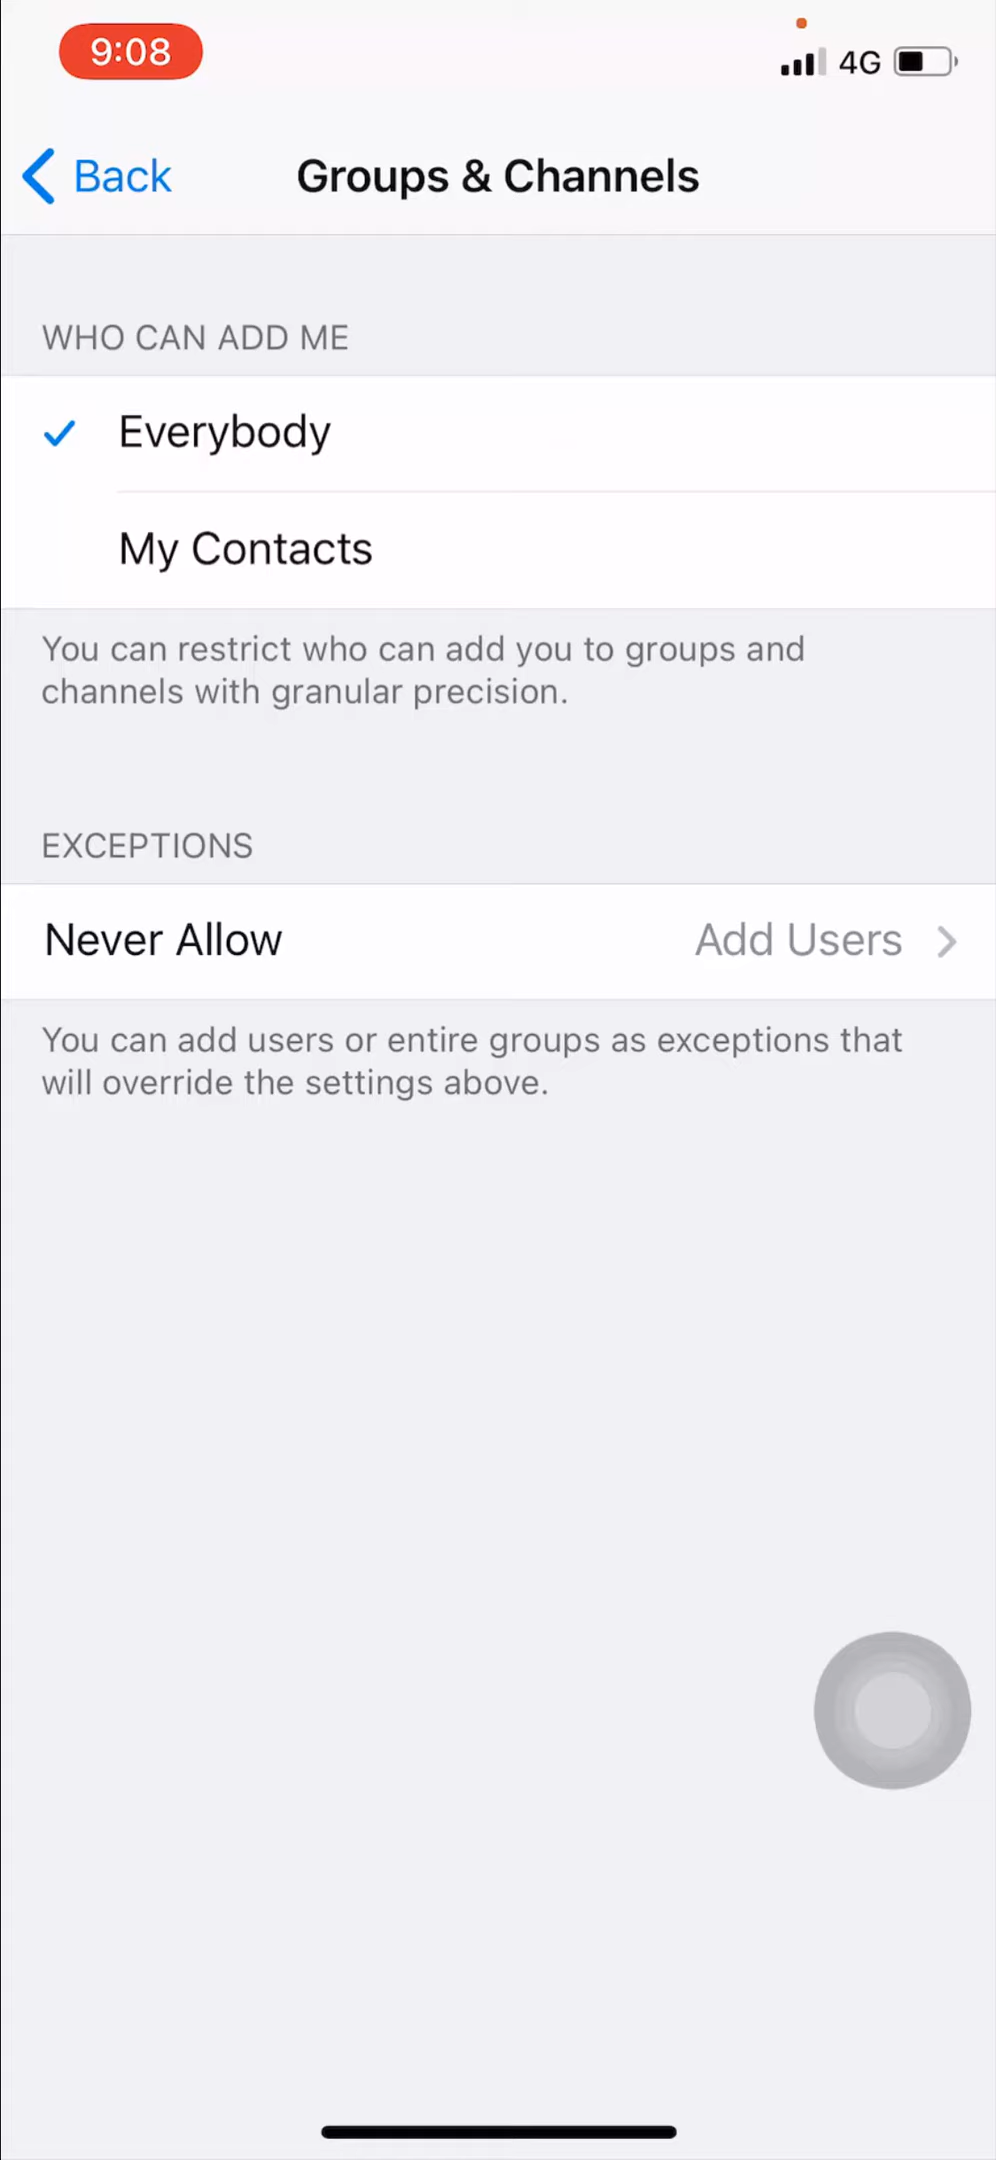 9:08
4G
Back
Groups & Channels
WHO CAN ADD ME
Everybody
My Contacts
You can restrict who can add you to groups and
channels with granular precision.
EXCEPTIONS
Never Allow
Add Users
You can add users or entire groups as exceptions that
will override the settings above.